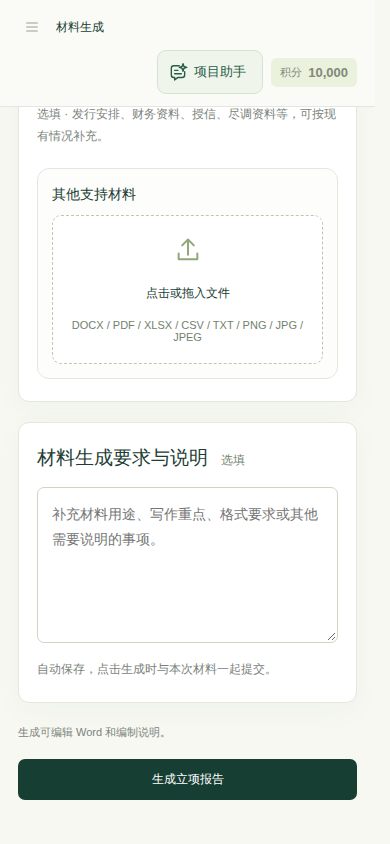 材料生成
项目助手
积分 10,000
选填 · 发行安排、财务资料、授信、尽调资料等，可按现
有情况补充。
其他支持材料
点击或拖入文件
DOCX / PDF / XLSX / CSV / TXT / PNG / JPG /
JPEG
材料生成要求与说明 选填
补充材料用途、写作重点、格式要求或其他
需要说明的事项。
自动保存，点击生成时与本次材料一起提交。
生成可编辑 Word 和编制说明。
生成立项报告